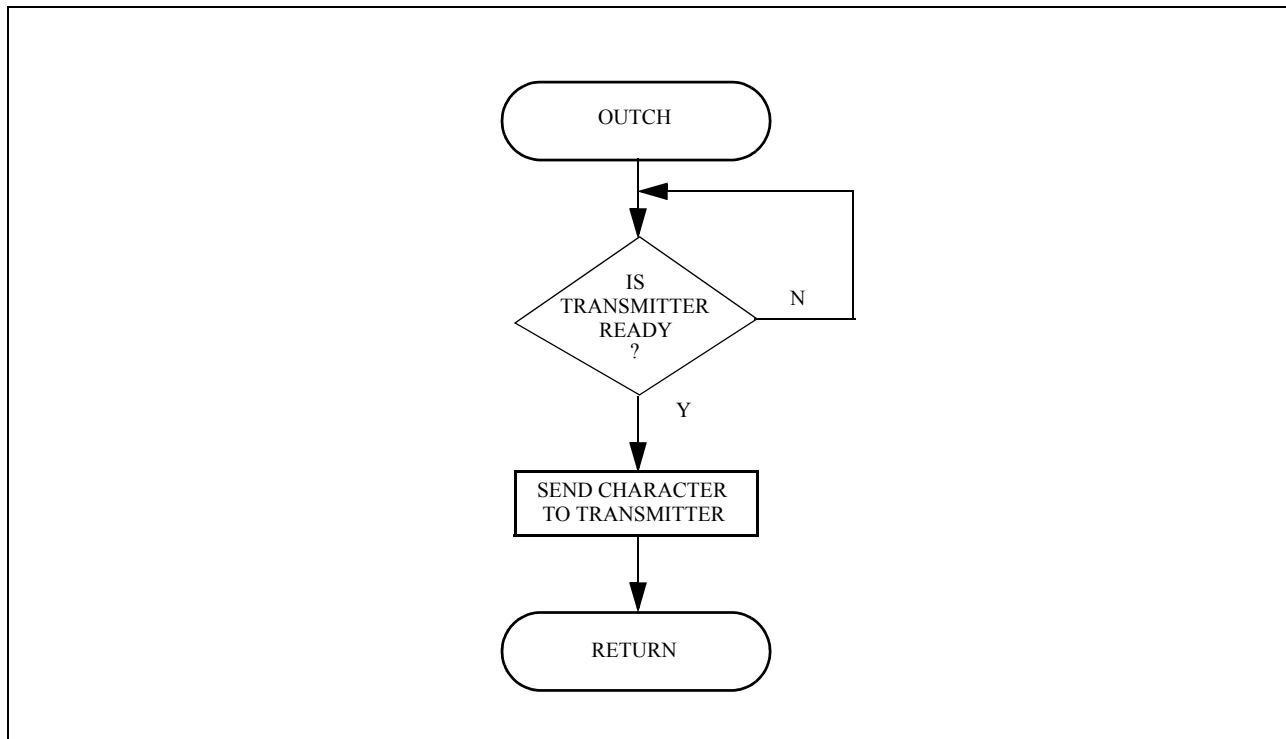 OUTCH
IS
TRANSMITTER
READY
?
N
Y
SEND CHARACTER
TO TRANSMITTER
RETURN